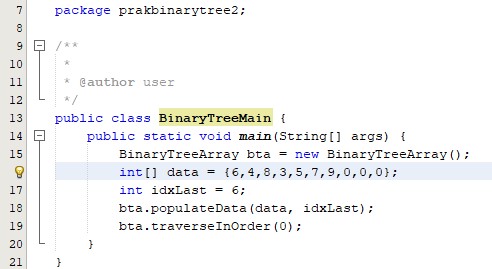 7 package prakbinarytree2;
8
9 /**
10 *
11 * @author user
12 */
13 public class BinaryTreeMain {
14 public static void main(String[] args) {
15 BinaryTreeArray bta = new BinaryTreeArray();
int[] data = {6,4,8,3,5,7,9,0,0,0};
17 int idxLast = 6;
18 bta.populateData(data, idxLast);
19 bta.traverseInOrder(0);
20 }
21 }